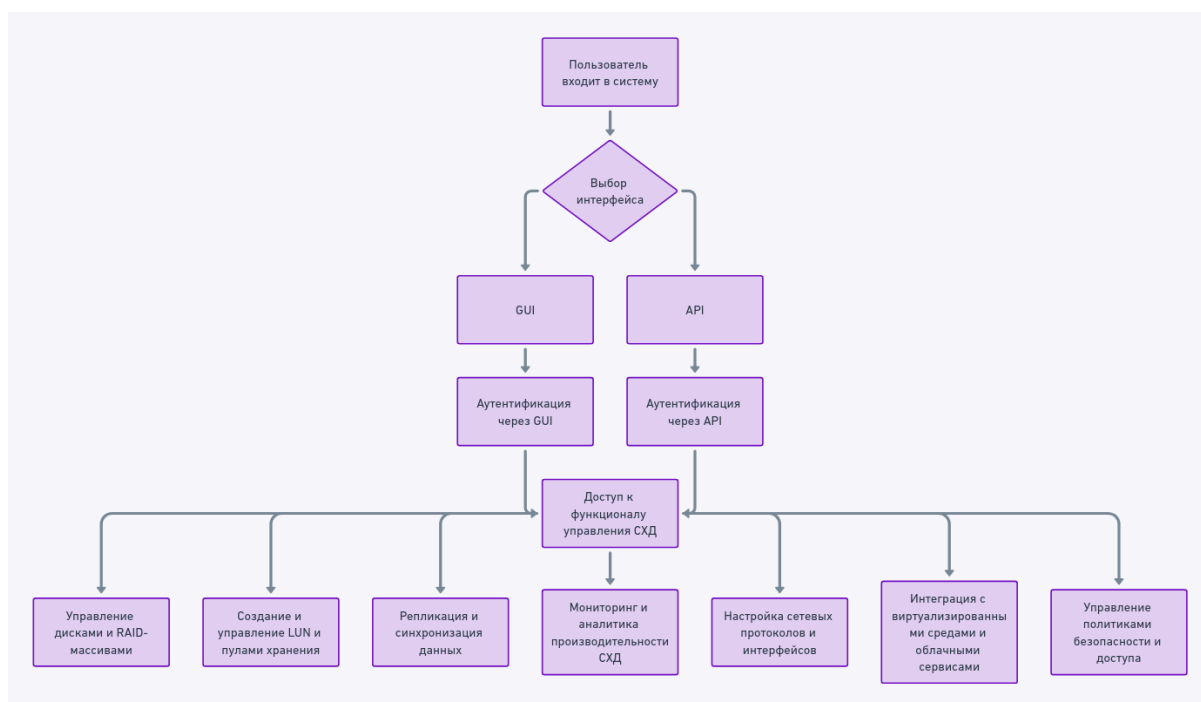 Пользователь
входит в систему
Выбор
интерфейса
GUI
API
Аутентификация
через GUI
Аутентификация
через API
Доступ к
функционалу
управления СХД
Управление
дисками и RAID-
массивами
Создание и
управление LUN и
пулами хранения
Репликация и
синхронизация
данных
Мониторинг и
аналитика
производительности
СХД
Настройка сетевых
протоколов и
интерфейсов
Интеграция с
виртуализированны
ми средами и
облачными
сервисами
Управление
политиками
безопасности и
доступа